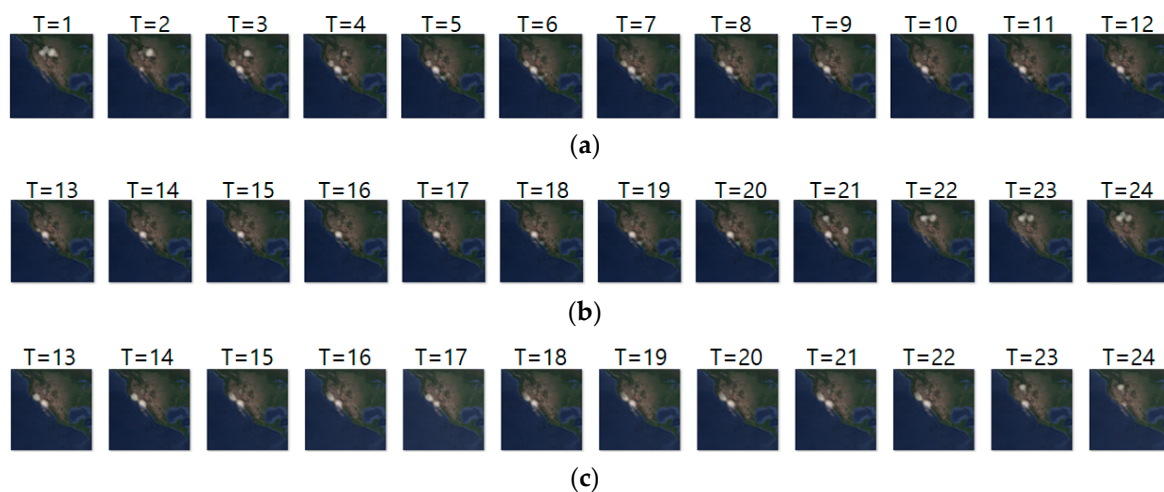 T=1 T=2 T=3 T=4 T=5 T=6 T=7 T=8 T=9 T=10 T=11 T=12
(a)
T=13 T=14 T=15 T=16 T=17 T=18 T=19 T=20 T=21 T=22 T=23 T=24
(b)
T=13 T=14 T=15 T=16 T=17 T=18 T=19 T=20 T=21 T=22 T=23 T=24
(c)